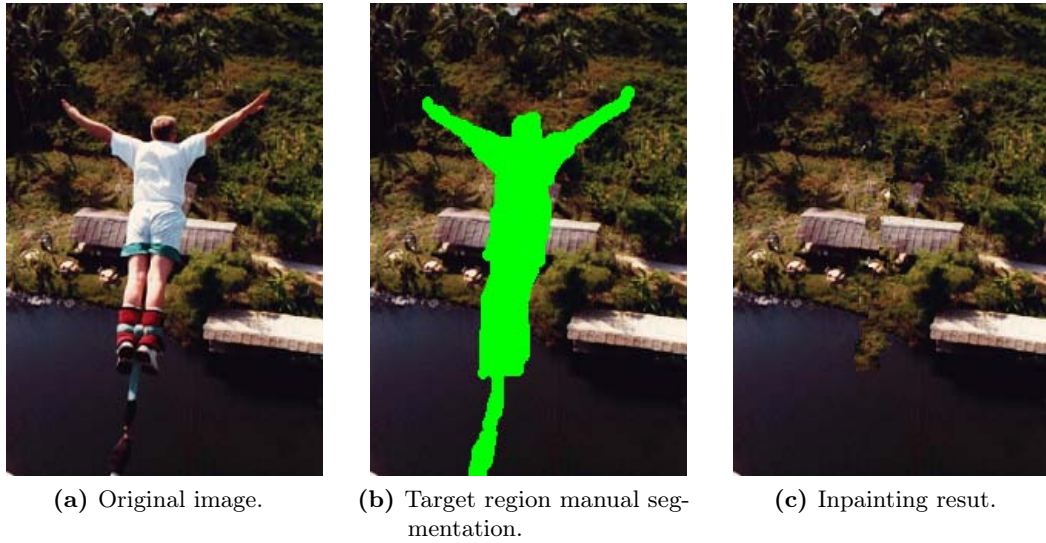 (a) Original image.
(b) Target region manual seg-
mentation.
(c) Inpainting resut.